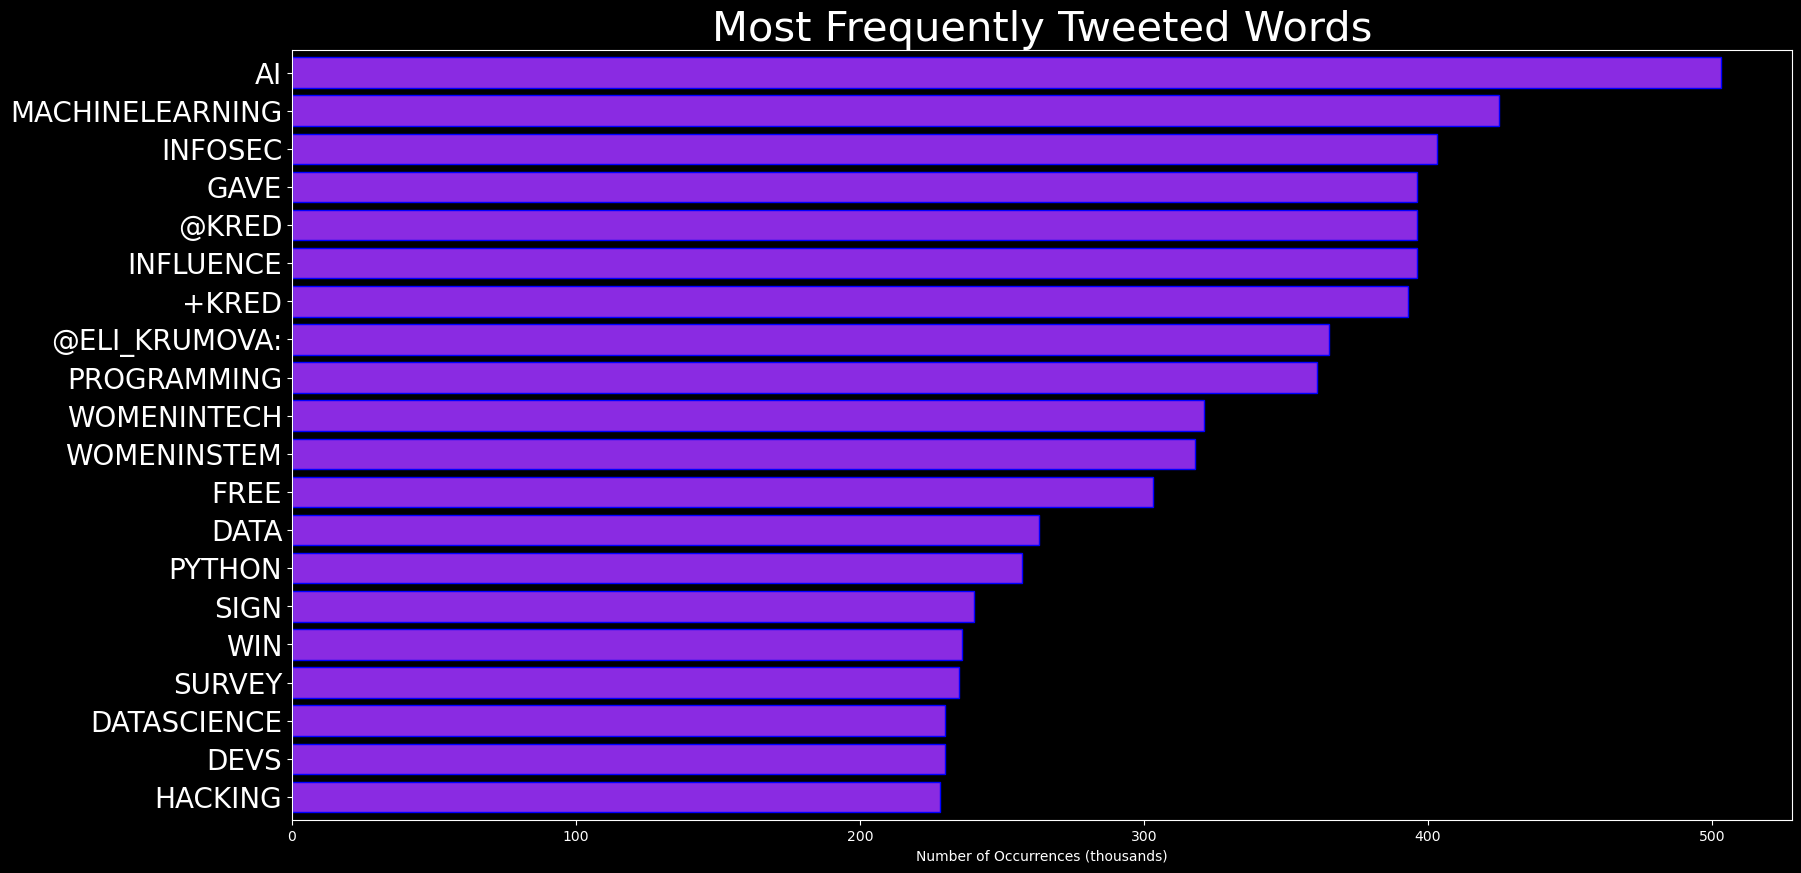 Most Frequently Tweeted Words
AI
MACHINELEARNING
INFOSEC
GAVE
@KRED
INFLUENCE
+KRED
@ELI_KRUMOVA:
PROGRAMMING
WOMENINTECH
WOMENINSTEM
FREE
DATA
PYTHON
SIGN
WIN
SURVEY
DATASCIENCE
DEVS
HACKING
0 100 200 300 400 500
Number of Occurrences (thousands)